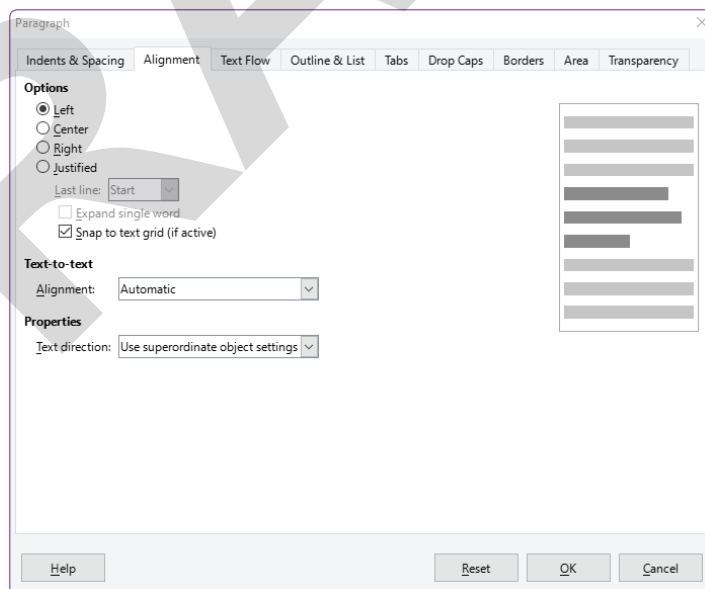 Paragraph
Indents & Spacing Alignment Text Flow Outline & List Tabs Drop Caps Borders Area Transparency
Options
Left
Center
Right
Justified
Last line: Start
Expand single word
Snap to text grid (if active)
Text-to-text
Alignment: Automatic
Properties
Text direction: Use superordinate object settings
Help Reset OK Cancel